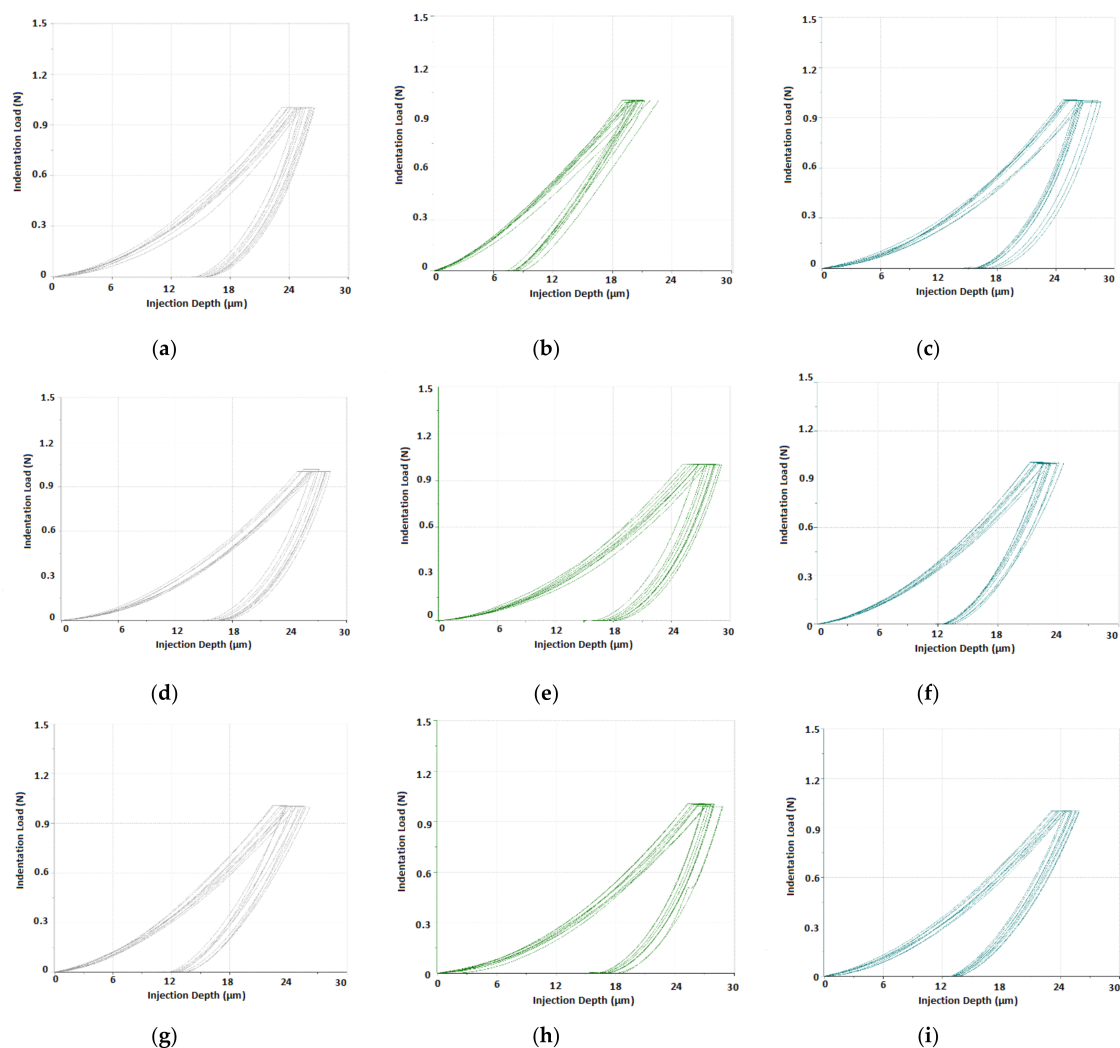 1.5 1.5 1.5
1.2 1.2 1.2
0.9 0.9 0.9
0.6 0.6 0.6
0.3 0.3 0.3
0 0 0
Indentation Load (N) Indentation Load (N) Indentation Load (N)
0 6 12 18 24 30 0 6 12 18 24 30 0 6 12 18 24 30
Injection Depth (µm) Injection Depth (µm) Injection Depth (µm)
(a) (b) (c)
1.5 1.5 1.5
1.2 1.2 1.2
0.9 0.9 0.9
0.6 0.6 0.6
0.3 0.3 0.3
0 0 0
Indentation Load (N) Indentation Load (N) Indentation Load (N)
0 6 12 18 24 30 0 6 12 18 24 30 0 6 12 18 24 30
Injection Depth (µm) Injection Depth (µm) Injection Depth (µm)
(d) (e) (f)
1.5 1.5 1.5
1.2 1.2 1.2
0.9 0.9 0.9
0.6 0.6 0.6
0.3 0.3 0.3
0 0 0
Indentation Load (N) Indentation Load (N) Indentation Load (N)
0 6 12 18 24 30 0 6 12 18 24 30 0 6 12 18 24 30
Injection Depth (µm) Injection Depth (µm) Injection Depth (µm)
(g) (h) (i)